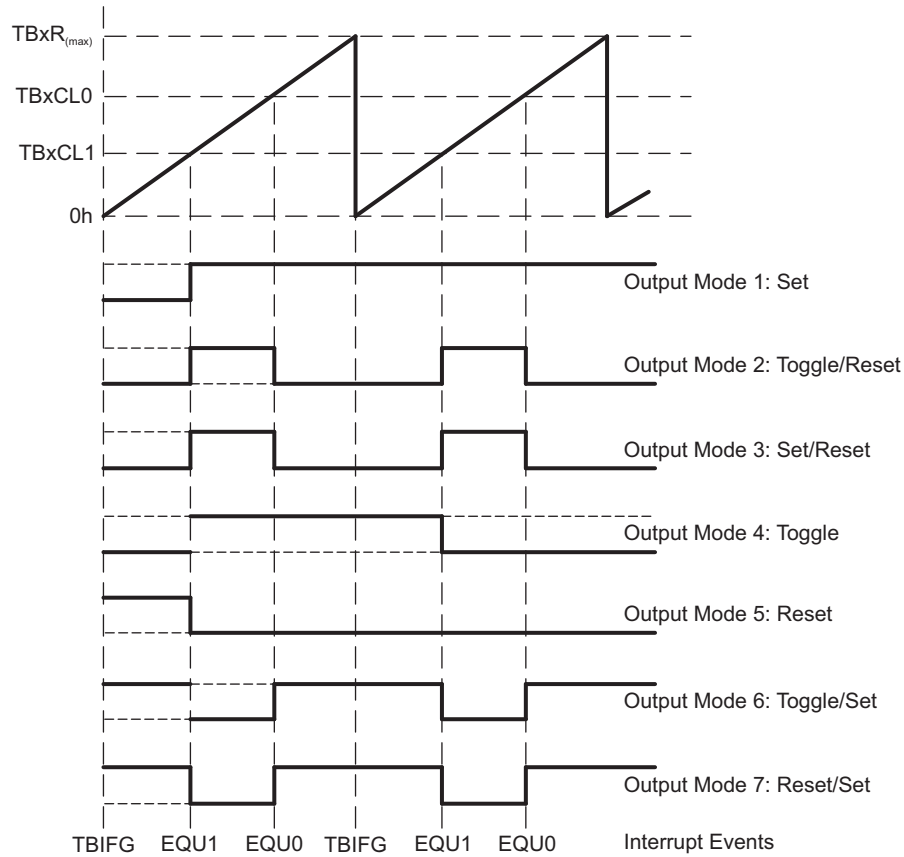 TBxR(max)
TBxCL0
TBxCL1
0h
Output Mode 1: Set
Output Mode 2: Toggle/Reset
Output Mode 3: Set/Reset
Output Mode 4: Toggle
Output Mode 5: Reset
Output Mode 6: Toggle/Set
Output Mode 7: Reset/Set
TBIFG EQU1 EQU0 TBIFG EQU1 EQU0 Interrupt Events